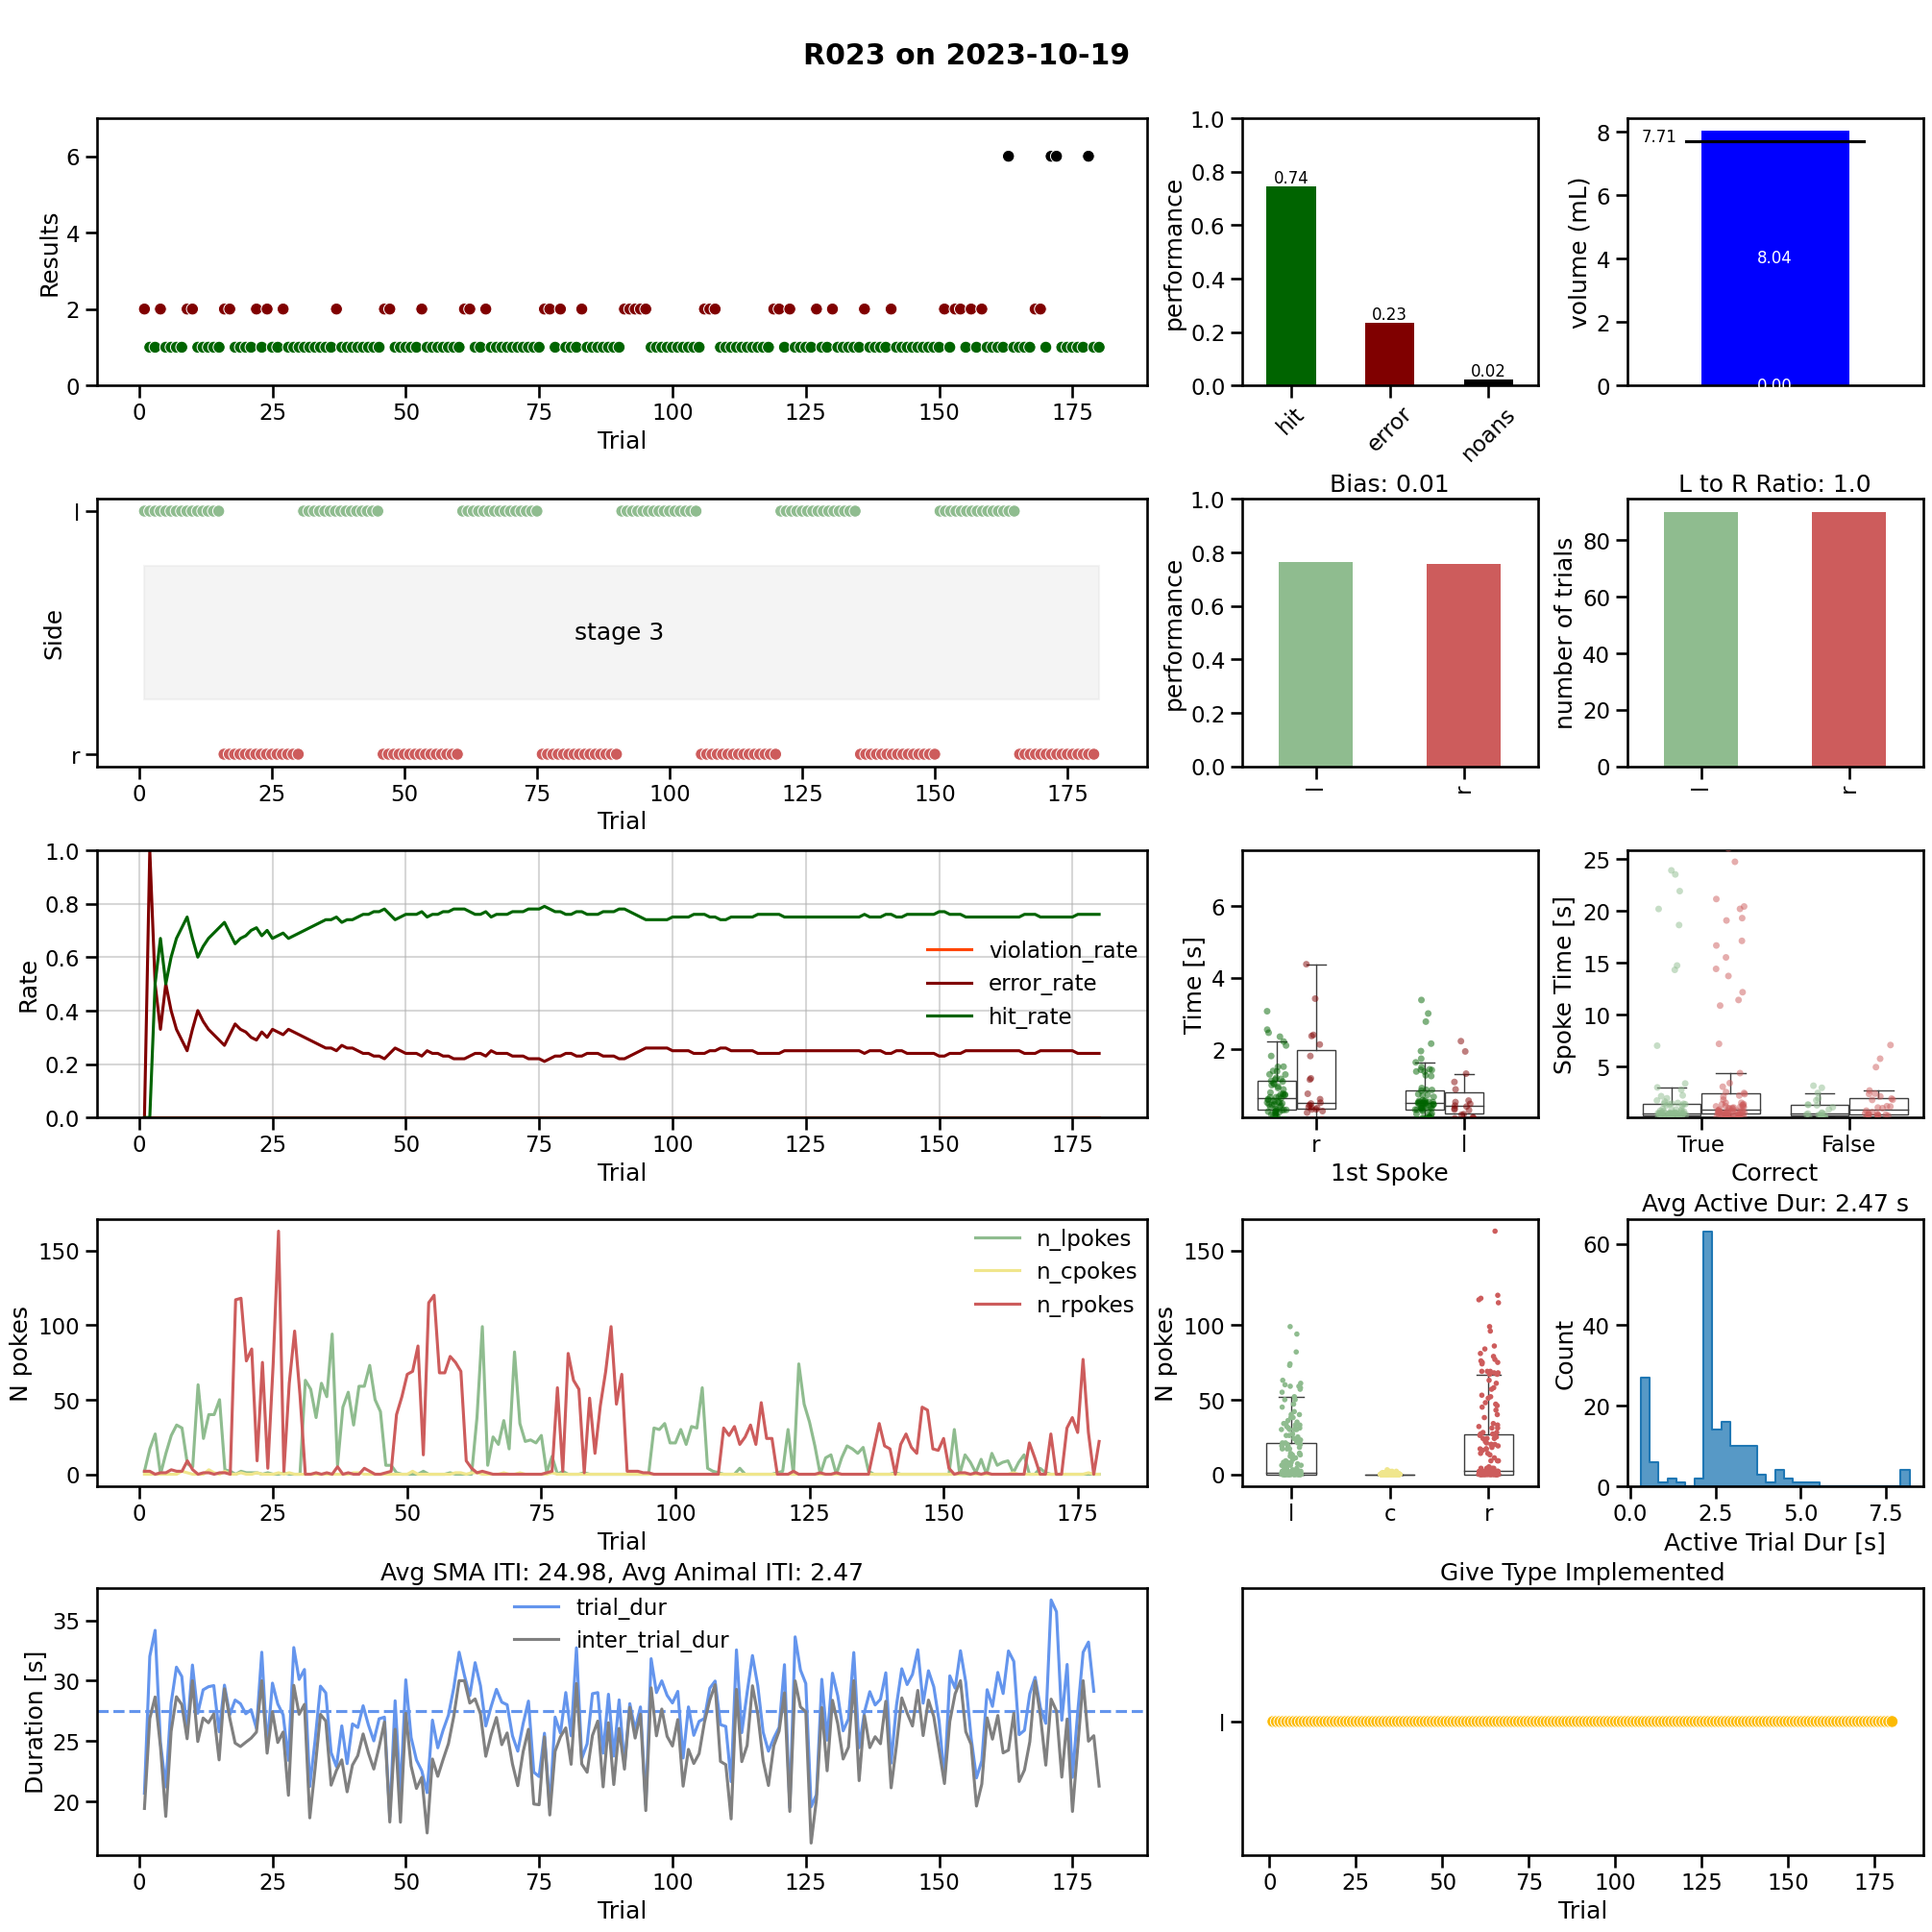 R023 on 2023-10-19
Results
6
4
2
0
0 25 50 75 100 125 150 175
Trial
performance
1.0
0.8
0.6
0.4
0.2
0.0
0.74
0.23
0.02
hit error noans
volume (mL)
8
6
4
2
0
7.71
8.04
0.00
Side
l
stage 3
r
0 25 50 75 100 125 150 175
Trial
Bias: 0.01
performance
1.0
0.8
0.6
0.4
0.2
0.0
l r
L to R Ratio: 1.0
number of trials
80
60
40
20
0
l r
Rate
1.0
0.8
0.6
0.4
0.2
0.0
violation_rate
error_rate
hit_rate
0 25 50 75 100 125 150 175
Trial
Time [s]
6
4
2
r l
1st Spoke
Spoke Time [s]
25
20
15
10
5
True False
Correct
N pokes
150
100
50
0
n_lpokes
n_cpokes
n_rpokes
0 25 50 75 100 125 150 175
Trial
N pokes
150
100
50
0
l c r
Avg Active Dur: 2.47 s
Count
60
40
20
0
0.0 2.5 5.0 7.5
Active Trial Dur [s]
Avg SMA ITI: 24.98, Avg Animal ITI: 2.47
Duration [s]
35
30
25
20
trial_dur
inter_trial_dur
0 25 50 75 100 125 150 175
Trial
Give Type Implemented
l
0 25 50 75 100 125 150 175
Trial